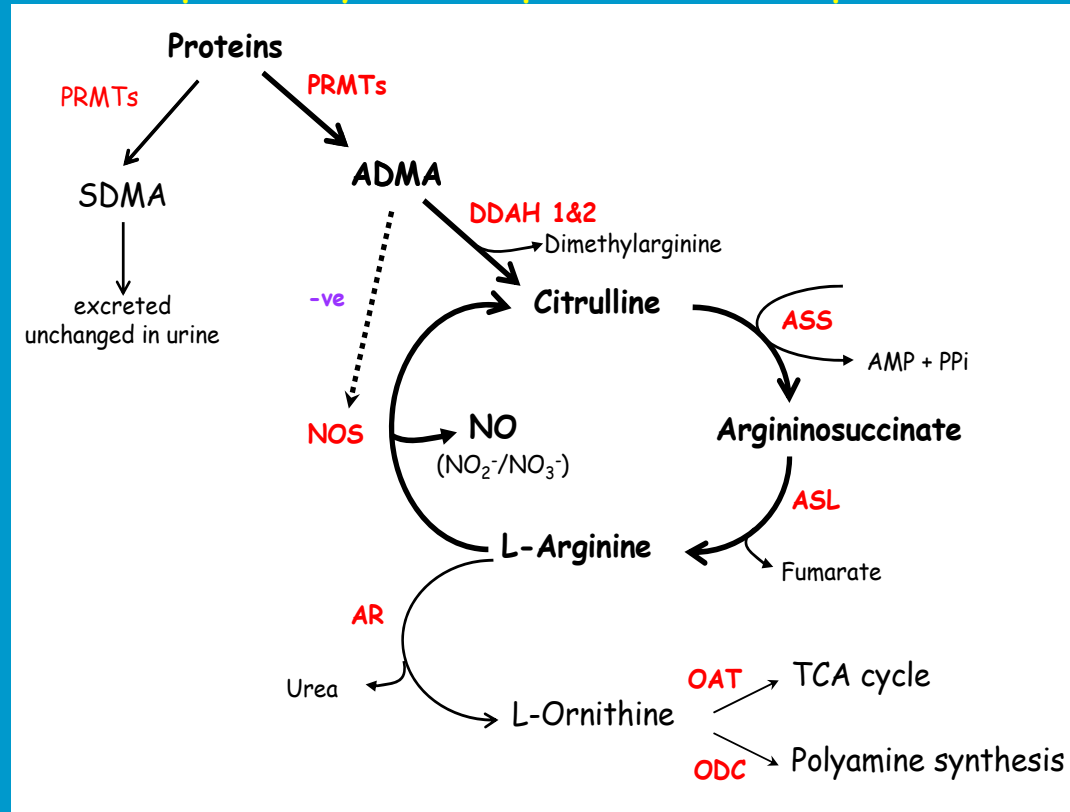 Proteins
PRMTs
PRMTs
ADMA
SDMA
DDAH 1&2
Dimethylarginine
excreted
unchanged in urine
-ve
Citrulline
ASS
AMP + PPi
NOS
NO
(NO₂⁻/NO₃⁻)
Argininosuccinate
ASL
L-Arginine
Fumarate
AR
Urea
L-Ornithine
OAT
TCA cycle
ODC
Polyamine synthesis